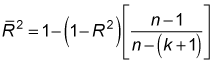 R̄² = 1 – (1 – R²) [ (n – 1) / (n – (k + 1)) ]